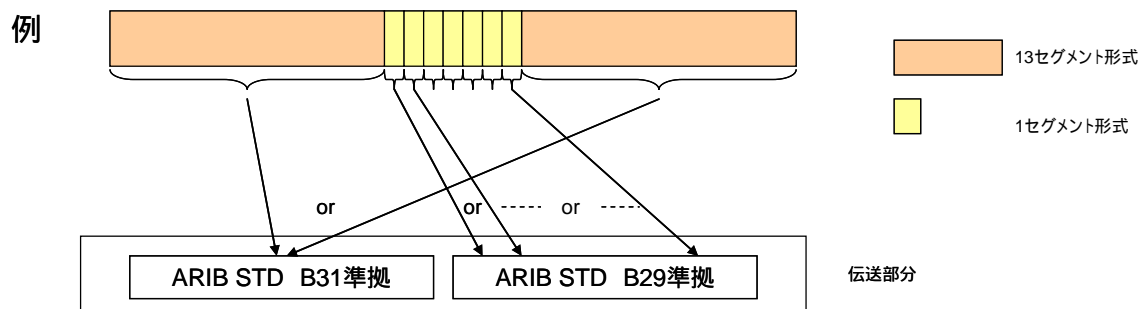 例
13セグメント形式
1セグメント形式
or
or ----- or -----
ARIB STD B31準拠
ARIB STD B29準拠
伝送部分